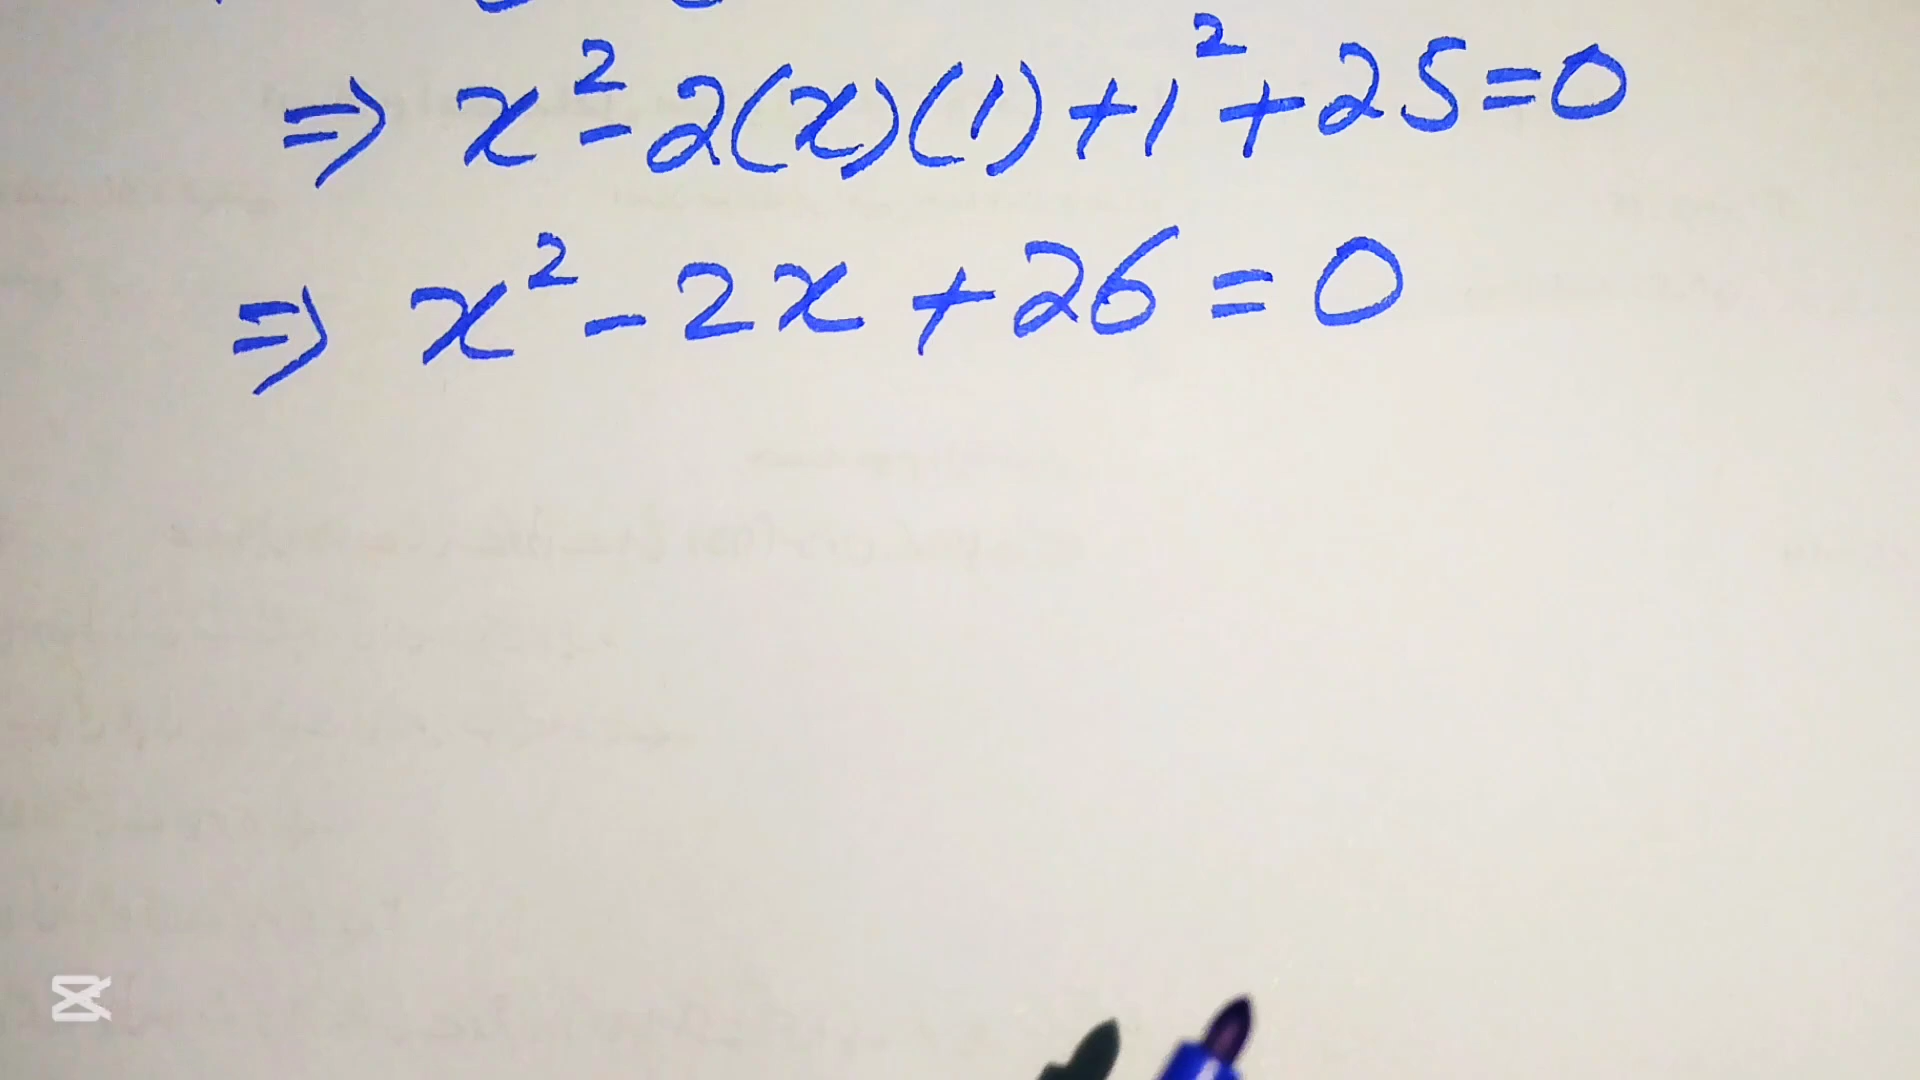 ⇒ x² - 2(x)(1) + 1² + 25 = 0
⇒ x² - 2x + 26 = 0